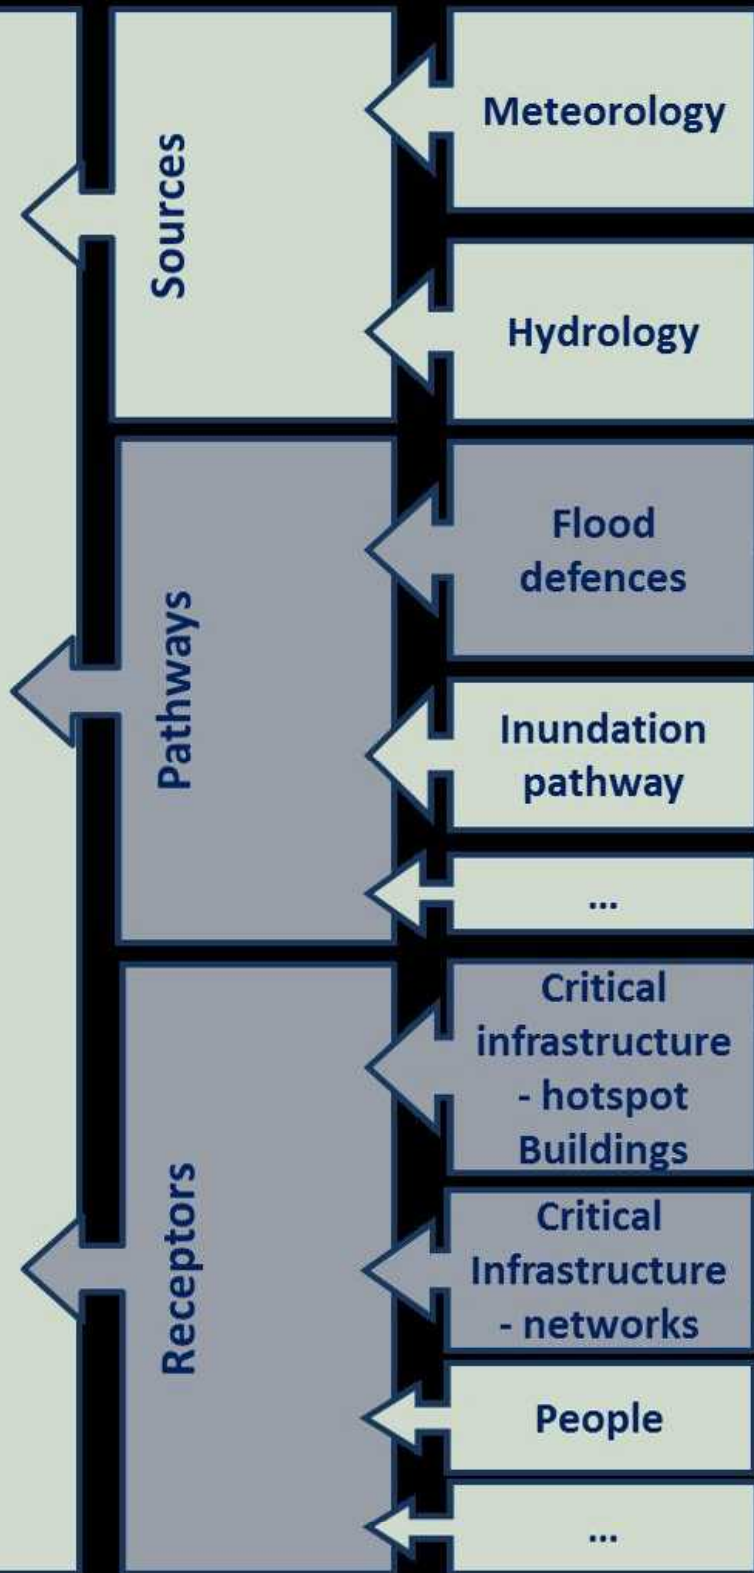 Sources
Meteorology
Hydrology
Pathways
Flood
defences
Inundation
pathway
...
Receptors
Critical
infrastructure
- hotspot
Buildings
Critical
Infrastructure
- networks
People
...